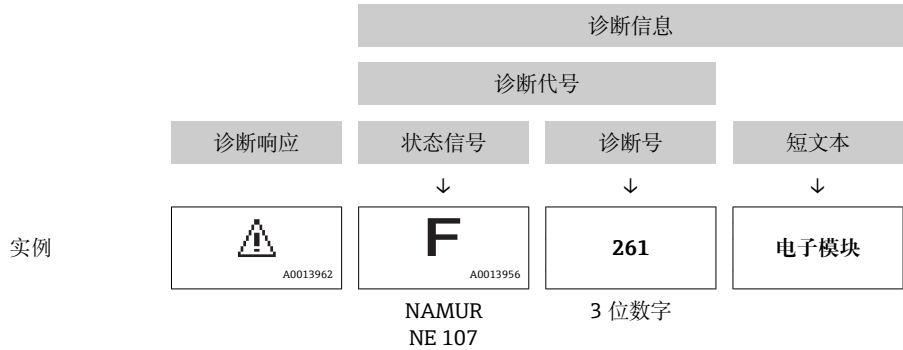 诊断信息
诊断代号
诊断响应 状态信号 诊断号 短文本
↓ ↓ ↓
实例 F 261 电子模块
A0013962 A0013956
NAMUR 3 位数字
NE 107